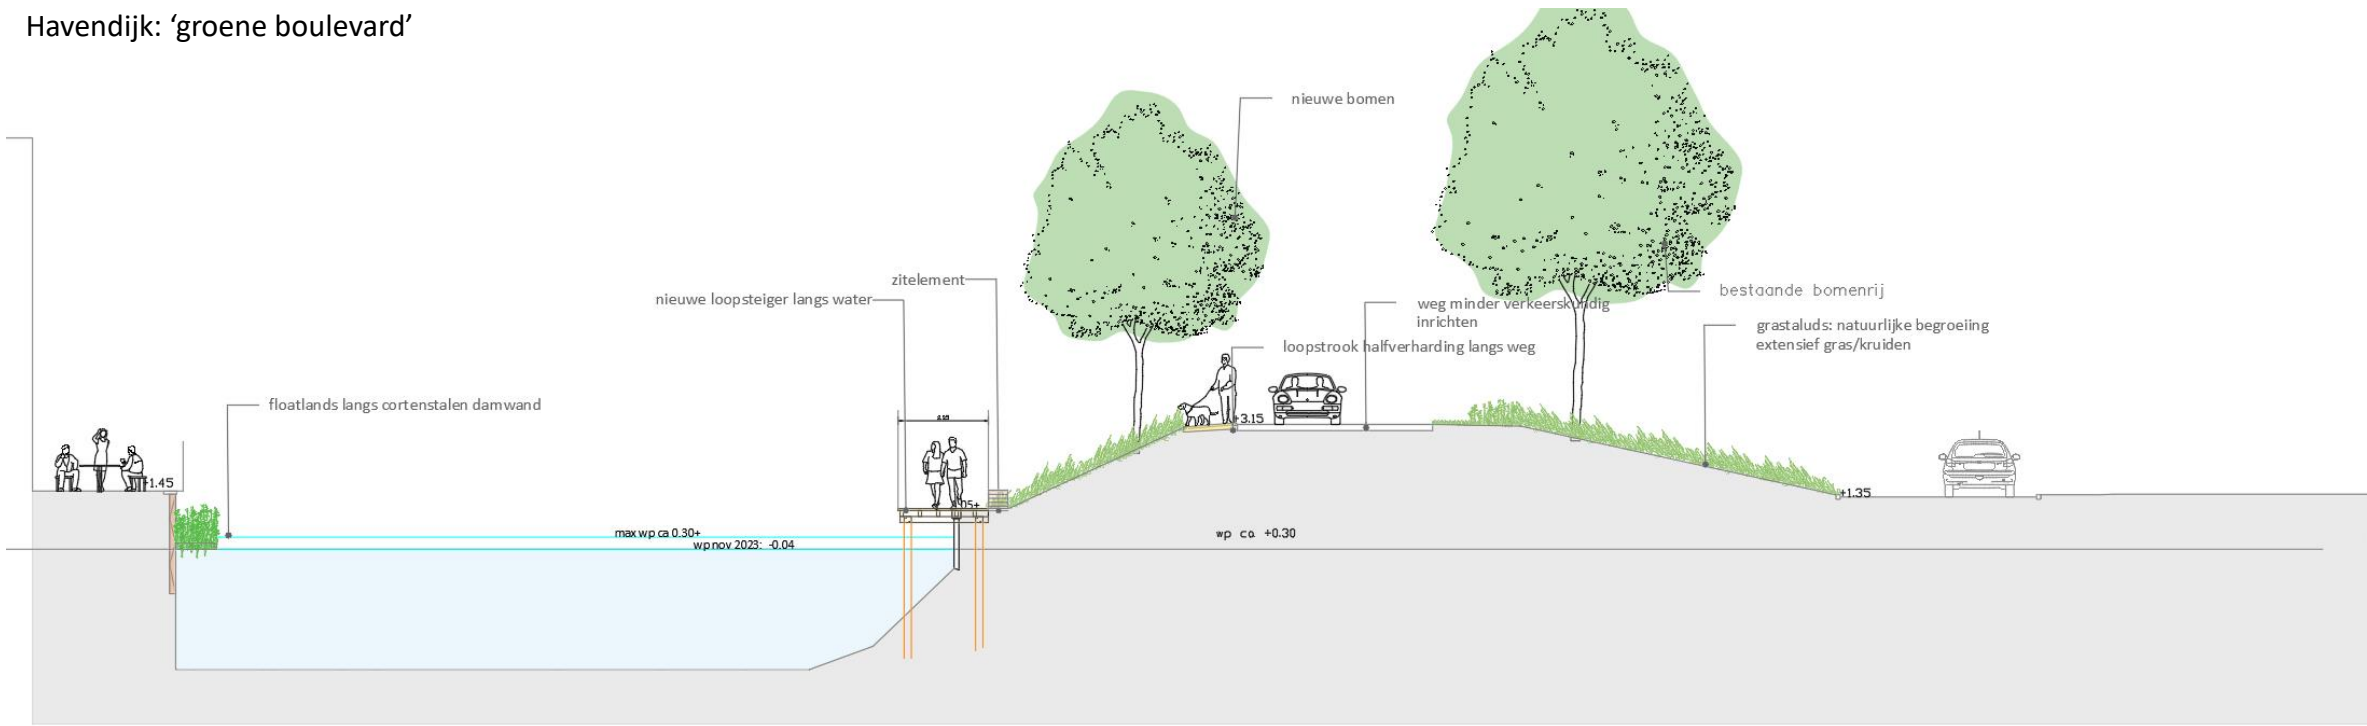 Havendijk: ‘groene boulevard’
nieuwe bomen
zitelement
nieuwe loopsteiger langs water
bestaande bomenrij
weg minder verkeerskundig
inrichten
grastaluds: natuurlijke begroeiing
extensief gras/kruiden
loopstrook halfverharding langs weg
floatlands langs cortenstalen damwand
+3.15
+1.45
+1.35
max wp ca 0.30+
wp nov 2023: -0.04
wp ca +0.30